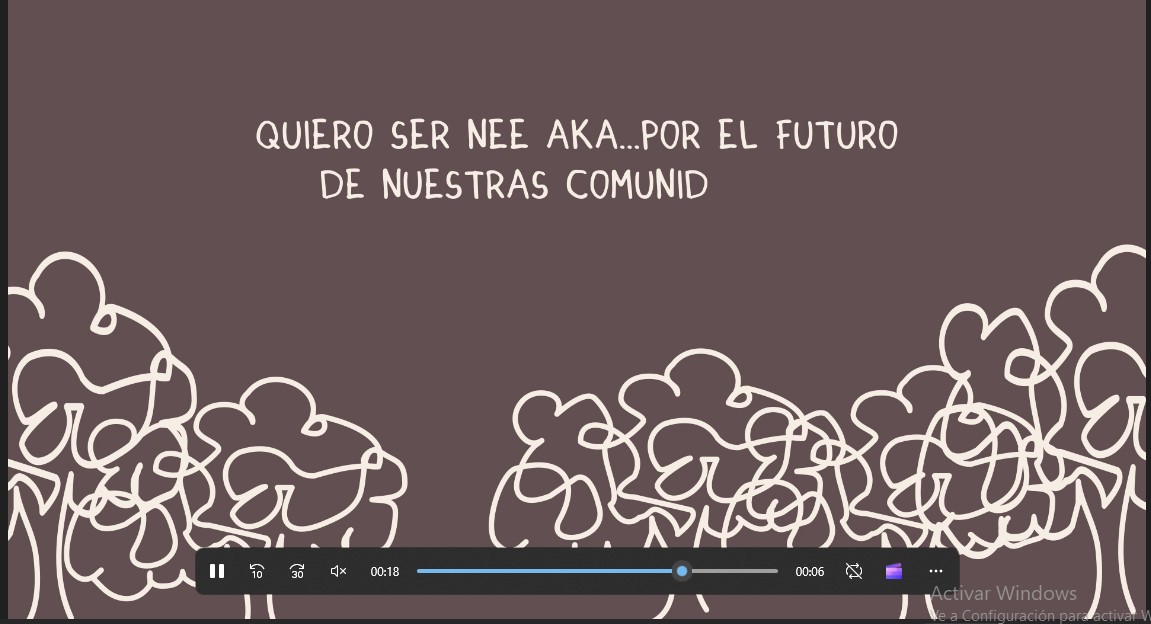 QUIERO SER NEE AKA...POR EL FUTURO
DE NUESTRAS COMUNID
10
30
00:18
00:06
Activar Windows
Ve a Configuración para activar W